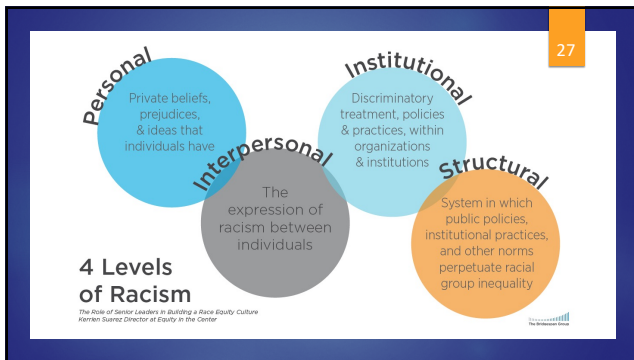 27
Personal
Private beliefs,
prejudices,
& ideas that
individuals have
Interpersonal
The
expression of
racism between
individuals
Institutional
Discriminatory
treatment, policies
& practices, within
organizations
& institutions
Structural
System in which
public policies,
institutional practices,
and other norms
perpetuate racial
group inequality
4 Levels
of Racism
The Role of Senior Leaders in Building a Race Equity Culture
Kerrien Suarez Director at Equity in the Center
The Bridgespan Group